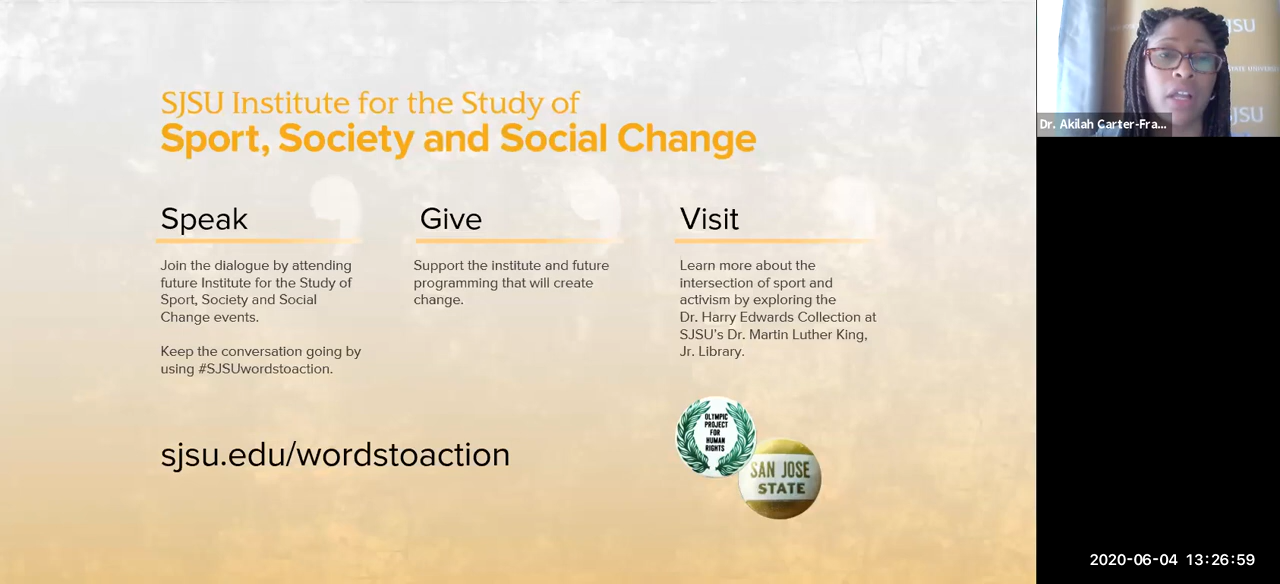 SJSU Institute for the Study of
Sport, Society and Social Change
Speak
Join the dialogue by attending
future Institute for the Study of
Sport, Society and Social
Change events.
Keep the conversation going by
using #SJSUwordstoaction.
Give
Support the institute and future
programming that will create
change.
Visit
Learn more about the
intersection of sport and
activism by exploring the
Dr. Harry Edwards Collection at
SJSU's Dr. Martin Luther King,
Jr. Library.
sjsu.edu/wordstoaction
OLYMPIC
PROJECT
FOR
HUMAN
RIGHTS
SAN JOSE
STATE
SJSU
Dr. Akilah Carter-Fra...
2020-06-04 13:26:59